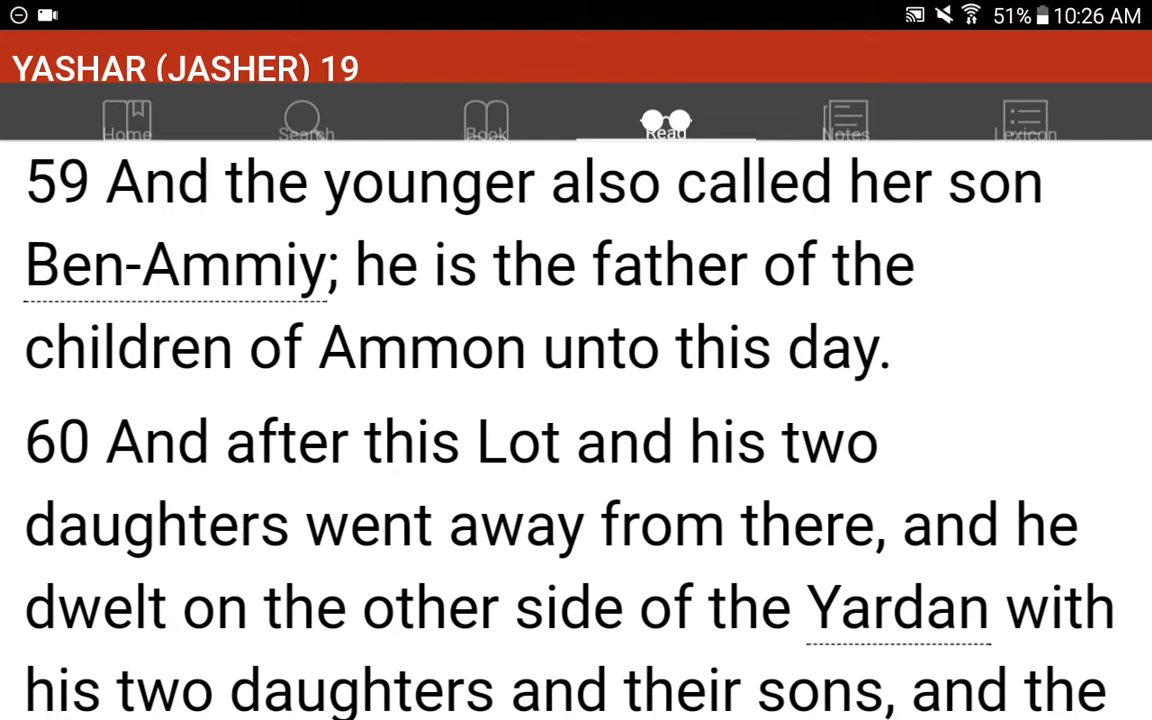 51% 10:26 AM
YASHAR (JASHER) 19
Home Search Book Read Notes Lexicon
59 And the younger also called her son
Ben-Ammiy; he is the father of the
children of Ammon unto this day.
60 And after this Lot and his two
daughters went away from there, and he
dwelt on the other side of the Yardan with
his two daughters and their sons, and the